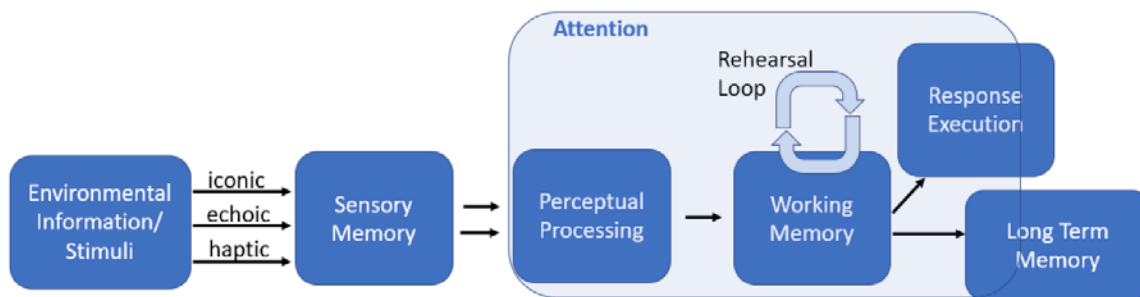 Attention
Rehearsal
Loop
Response
Execution
Environmental
Information/
Stimuli
iconic
echoic
haptic
Sensory
Memory
Perceptual
Processing
Working
Memory
Long Term
Memory